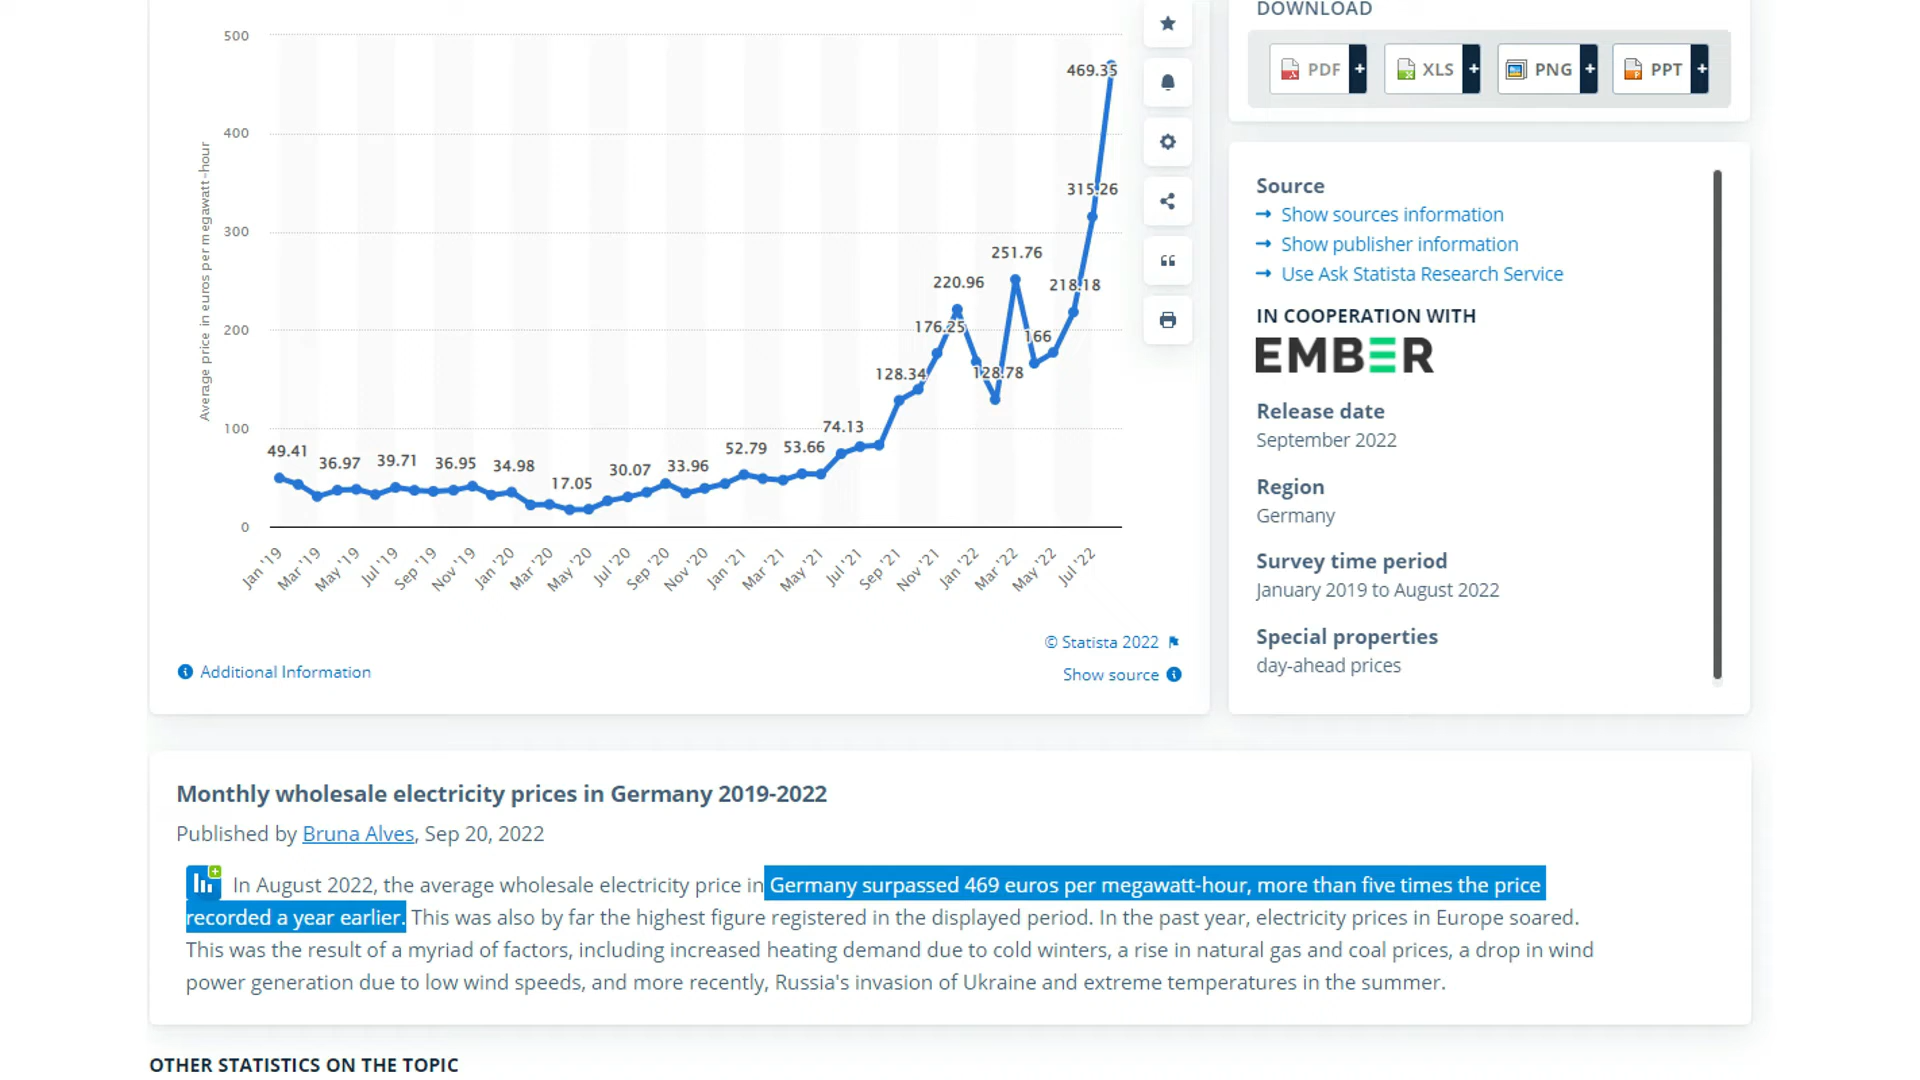 DOWNLOAD
PDF +
XLS +
PNG +
PPT +
500
400
300
200
100
0
Average price in euros per megawatt-hour
49.41
36.97
39.71
36.95
34.98
17.05
30.07
33.96
52.79
53.66
74.13
128.34
176.25
220.96
128.78
251.76
166
218.18
315.26
469.35
Jan '19
Mar '19
May '19
Jul '19
Sep '19
Nov '19
Jan '20
Mar '20
May '20
Jul '20
Sep '20
Nov '20
Jan '21
Mar '21
May '21
Jul '21
Sep '21
Nov '21
Jan '22
Mar '22
May '22
Jul '22
© Statista 2022
Additional Information
Show source
Source
→ Show sources information
→ Show publisher information
→ Use Ask Statista Research Service
IN COOPERATION WITH
EMBER
Release date
September 2022
Region
Germany
Survey time period
January 2019 to August 2022
Special properties
day-ahead prices
Monthly wholesale electricity prices in Germany 2019-2022
Published by Bruna Alves, Sep 20, 2022
In August 2022, the average wholesale electricity price in Germany surpassed 469 euros per megawatt-hour, more than five times the price
recorded a year earlier. This was also by far the highest figure registered in the displayed period. In the past year, electricity prices in Europe soared.
This was the result of a myriad of factors, including increased heating demand due to cold winters, a rise in natural gas and coal prices, a drop in wind
power generation due to low wind speeds, and more recently, Russia's invasion of Ukraine and extreme temperatures in the summer.
OTHER STATISTICS ON THE TOPIC